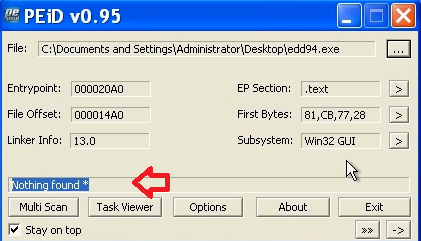 PEiD v0.95
File: C:\Documents and Settings\Administrator\Desktop\edd94.exe ...
Entrypoint: 000020A0 EP Section: .text >
File Offset: 000014A0 First Bytes: 81,CB,77,28 >
Linker Info: 13.0 Subsystem: Win32 GUI >
Nothing found *
Multi Scan Task Viewer Options About Exit
Stay on top >> ->